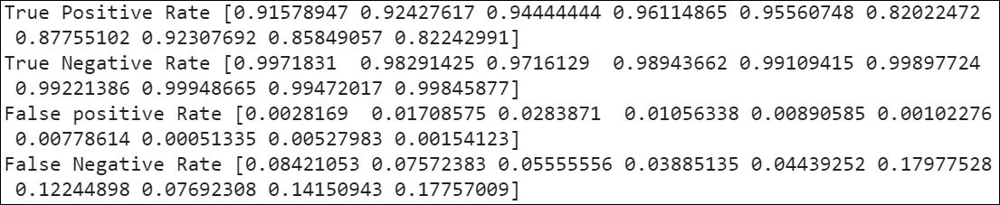 True Positive Rate [0.91578947 0.92427617 0.94444444 0.96114865 0.95560748 0.82022472
 0.87755102 0.92307692 0.85849057 0.82242991]
True Negative Rate [0.9971831  0.98291425 0.9716129  0.98943662 0.99109415 0.99897724
 0.99221386 0.99948665 0.99472017 0.99845877]
False positive Rate [0.0028169  0.01708575 0.0283871  0.01056338 0.00890585 0.00102276
 0.00778614 0.00051335 0.00527983 0.00154123]
False Negative Rate [0.08421053 0.07572383 0.05555556 0.03885135 0.04439252 0.17977528
 0.12244898 0.07692308 0.14150943 0.17757009]